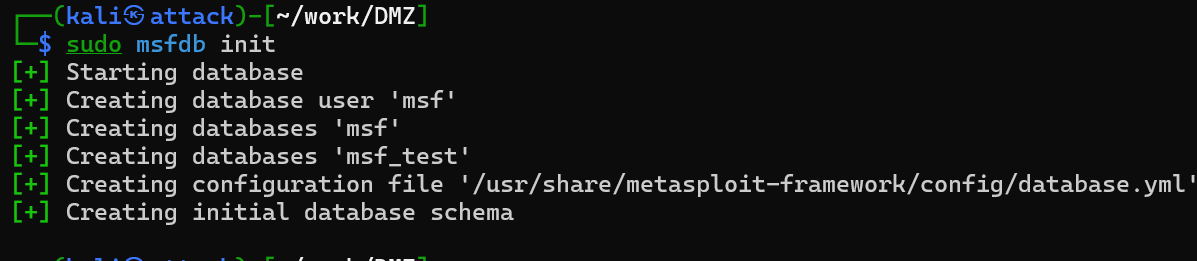 ┌──(kali㉿attack)-[~/work/DMZ]
└─$ sudo msfdb init
[+] Starting database
[+] Creating database user 'msf'
[+] Creating databases 'msf'
[+] Creating databases 'msf_test'
[+] Creating configuration file '/usr/share/metasploit-framework/config/database.yml'
[+] Creating initial database schema